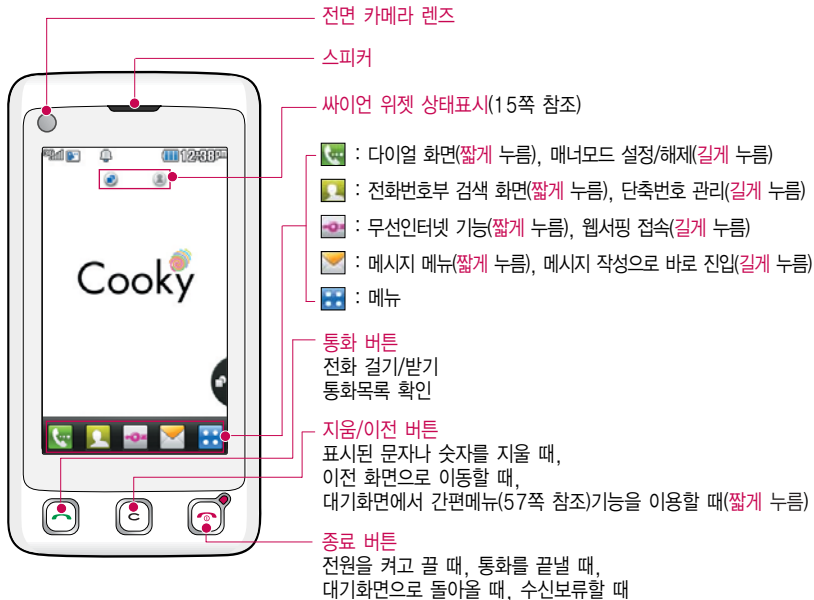 전면 카메라 렌즈
스피커
싸이언 위젯 상태표시(15쪽 참조)
12:38PM
: 다이얼 화면(짧게 누름), 매너모드 설정/해제(길게 누름)
: 전화번호부 검색 화면(짧게 누름), 단축번호 관리(길게 누름)
: 무선인터넷 기능(짧게 누름), 웹서핑 접속(길게 누름)
: 메시지 메뉴(짧게 누름), 메시지 작성으로 바로 진입(길게 누름)
: 메뉴
Cooky
통화 버튼
전화 걸기/받기
통화목록 확인
지움/이전 버튼
표시된 문자나 숫자를 지울 때,
이전 화면으로 이동할 때,
대기화면에서 간편메뉴(57쪽 참조)기능을 이용할 때(짧게 누름)
C
종료 버튼
전원을 켜고 끌 때, 통화를 끝낼 때,
대기화면으로 돌아올 때, 수신보류할 때